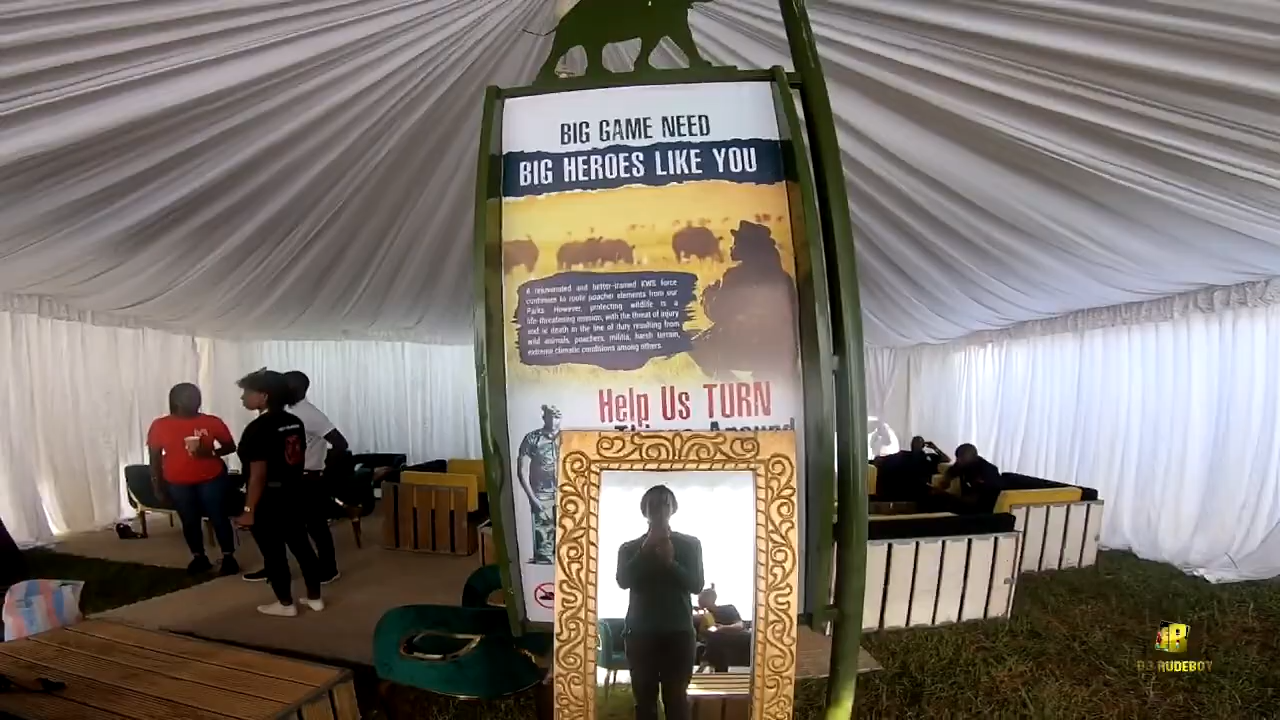 BIG GAME NEED
BIG HEROES LIKE YOU
A rejuvenated and better-trained KWS force
continues to route poacher elements from our
Parks. However, protecting wildlife is a
life-threatening mission, with the threat of injury
and or death in the line of duty resulting from
wild animals, poachers, militia, harsh terrain,
extreme climatic conditions among others.
Help Us TURN
Things Around
DJ RUDEBOY